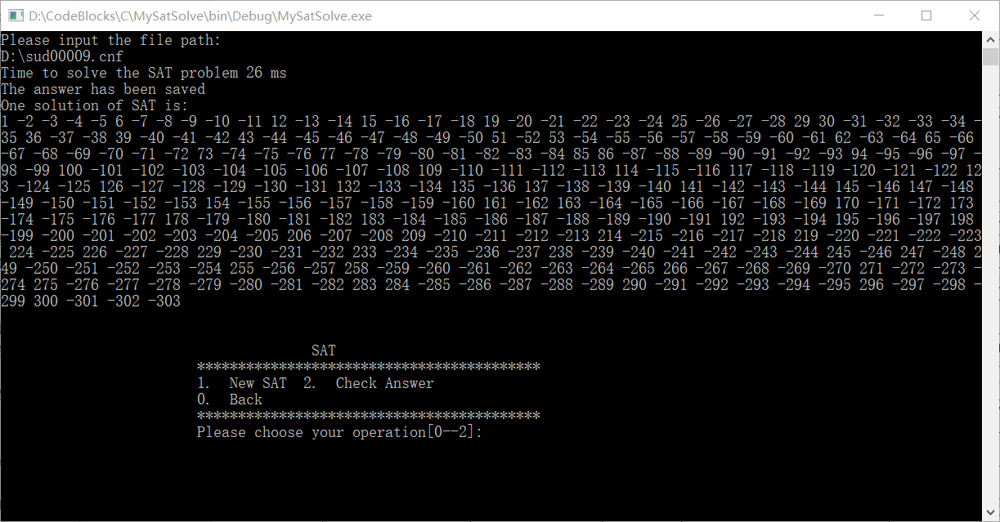 D:\CodeBlocks\C\MySatSolve\bin\Debug\MySatSolve.exe
Please input the file path:
D:\sud00009.cnf
Time to solve the SAT problem 26 ms
The answer has been saved
One solution of SAT is:
1 -2 -3 -4 -5 6 -7 -8 -9 -10 -11 12 -13 -14 15 -16 -17 -18 19 -20 -21 -22 -23 -24 25 -26 -27 -28 29 30 -31 -32 -33 -34 -
35 36 -37 -38 39 -40 -41 -42 43 -44 -45 -46 -47 -48 -49 -50 51 -52 53 -54 -55 -56 -57 -58 -59 -60 -61 62 -63 -64 65 -66
-67 -68 -69 -70 -71 -72 73 -74 -75 -76 77 -78 -79 -80 -81 -82 -83 -84 85 86 -87 -88 -89 -90 -91 -92 -93 94 -95 -96 -97 -
98 -99 100 -101 -102 -103 -104 -105 -106 -107 -108 109 -110 -111 -112 -113 114 -115 -116 117 -118 -119 -120 -121 -122 12
3 -124 -125 126 -127 -128 -129 -130 -131 132 -133 -134 135 -136 137 -138 -139 -140 141 -142 -143 -144 145 -146 147 -148
-149 -150 -151 -152 -153 154 -155 -156 -157 -158 -159 -160 161 -162 163 -164 -165 -166 -167 -168 -169 170 -171 -172 173
-174 -175 -176 -177 178 -179 -180 -181 -182 183 -184 -185 -186 -187 -188 -189 -190 -191 192 -193 -194 195 -196 -197 198
-199 -200 -201 -202 -203 -204 -205 206 -207 -208 209 -210 -211 -212 -213 214 -215 -216 -217 -218 219 -220 -221 -222 -223
224 -225 226 -227 -228 229 -230 -231 -232 233 -234 -235 -236 -237 238 -239 -240 -241 -242 -243 -244 245 -246 247 -248 2
49 -250 -251 -252 -253 -254 255 -256 -257 258 -259 -260 -261 -262 -263 -264 -265 266 -267 -268 -269 -270 271 -272 -273 -
274 275 -276 -277 -278 -279 -280 -281 -282 283 284 -285 -286 -287 -288 -289 290 -291 -292 -293 -294 -295 296 -297 -298 -
299 300 -301 -302 -303
SAT
******************************************
1. New SAT 2. Check Answer
0. Back
******************************************
Please choose your operation[0--2]: